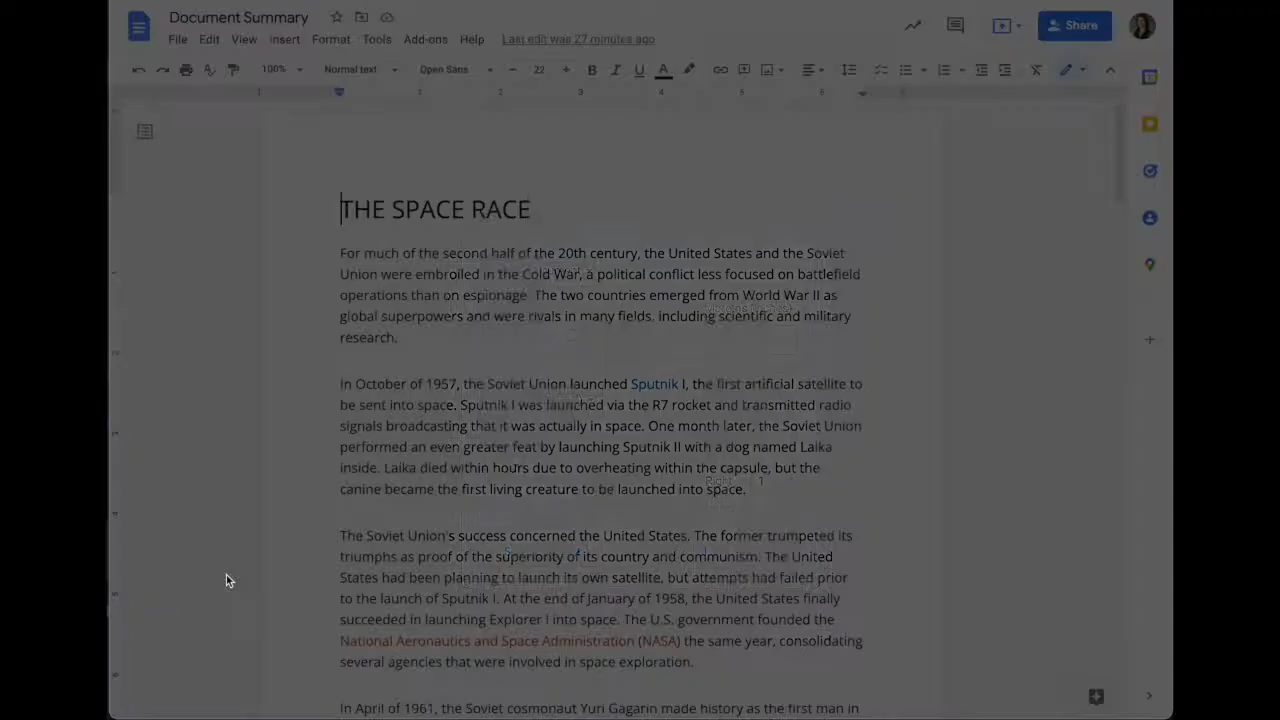 Document Summary
File Edit View Insert Format Tools Add-ons Help Last edit was 27 minutes ago
Share
100% Normal text Open Sans 22 B I U A
1 1 2 3 4 5 6 7
THE SPACE RACE
For much of the second half of the 20th century, the United States and the Soviet
Union were embroiled in the Cold War, a political conflict less focused on battlefield
operations than on espionage. The two countries emerged from World War II as
global superpowers and were rivals in many fields, including scientific and military
research.
In October of 1957, the Soviet Union launched Sputnik I, the first artificial satellite to
be sent into space. Sputnik I was launched via the R7 rocket and transmitted radio
signals broadcasting that it was actually in space. One month later, the Soviet Union
performed an even greater feat by launching Sputnik II with a dog named Laika
inside. Laika died within hours due to overheating within the capsule, but the
canine became the first living creature to be launched into space.
Right 1
The Soviet Union's success concerned the United States. The former trumpeted its
triumphs as proof of the superiority of its country and communism. The United
States had been planning to launch its own satellite, but attempts had failed prior
to the launch of Sputnik I. At the end of January of 1958, the United States finally
succeeded in launching Explorer I into space. The U.S. government founded the
National Aeronautics and Space Administration (NASA) the same year, consolidating
several agencies that were involved in space exploration.
In April of 1961, the Soviet cosmonaut Yuri Gagarin made history as the first man in